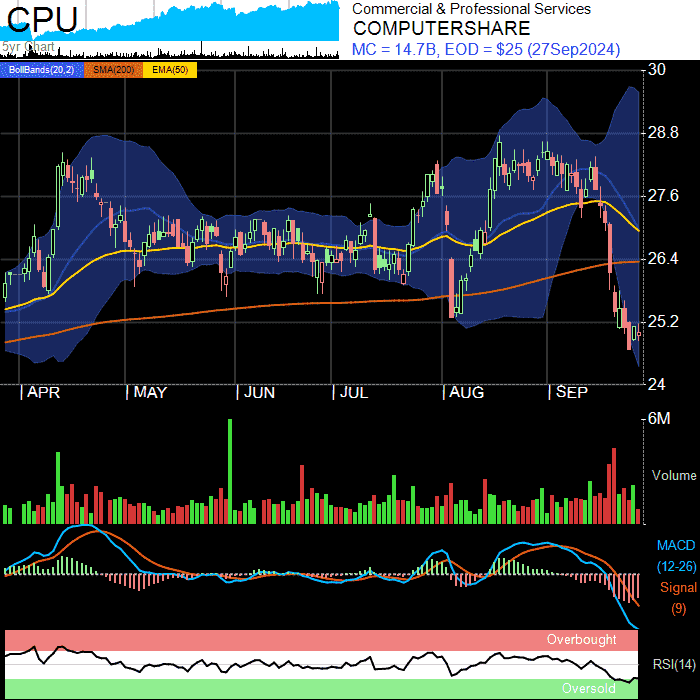 CPU
5yr Chart
Commercial & Professional Services
COMPUTERSHARE
MC = 14.7B, EOD = $25 (27Sep2024)
BollBands(20,2) SMA(200) EMA(50)
30
28.8
27.6
26.4
25.2
24
| APR | MAY | JUN | JUL | AUG | SEP
6M
Volume
MACD
(12-26)
Signal
(9)
Overbought
RSI(14)
Oversold